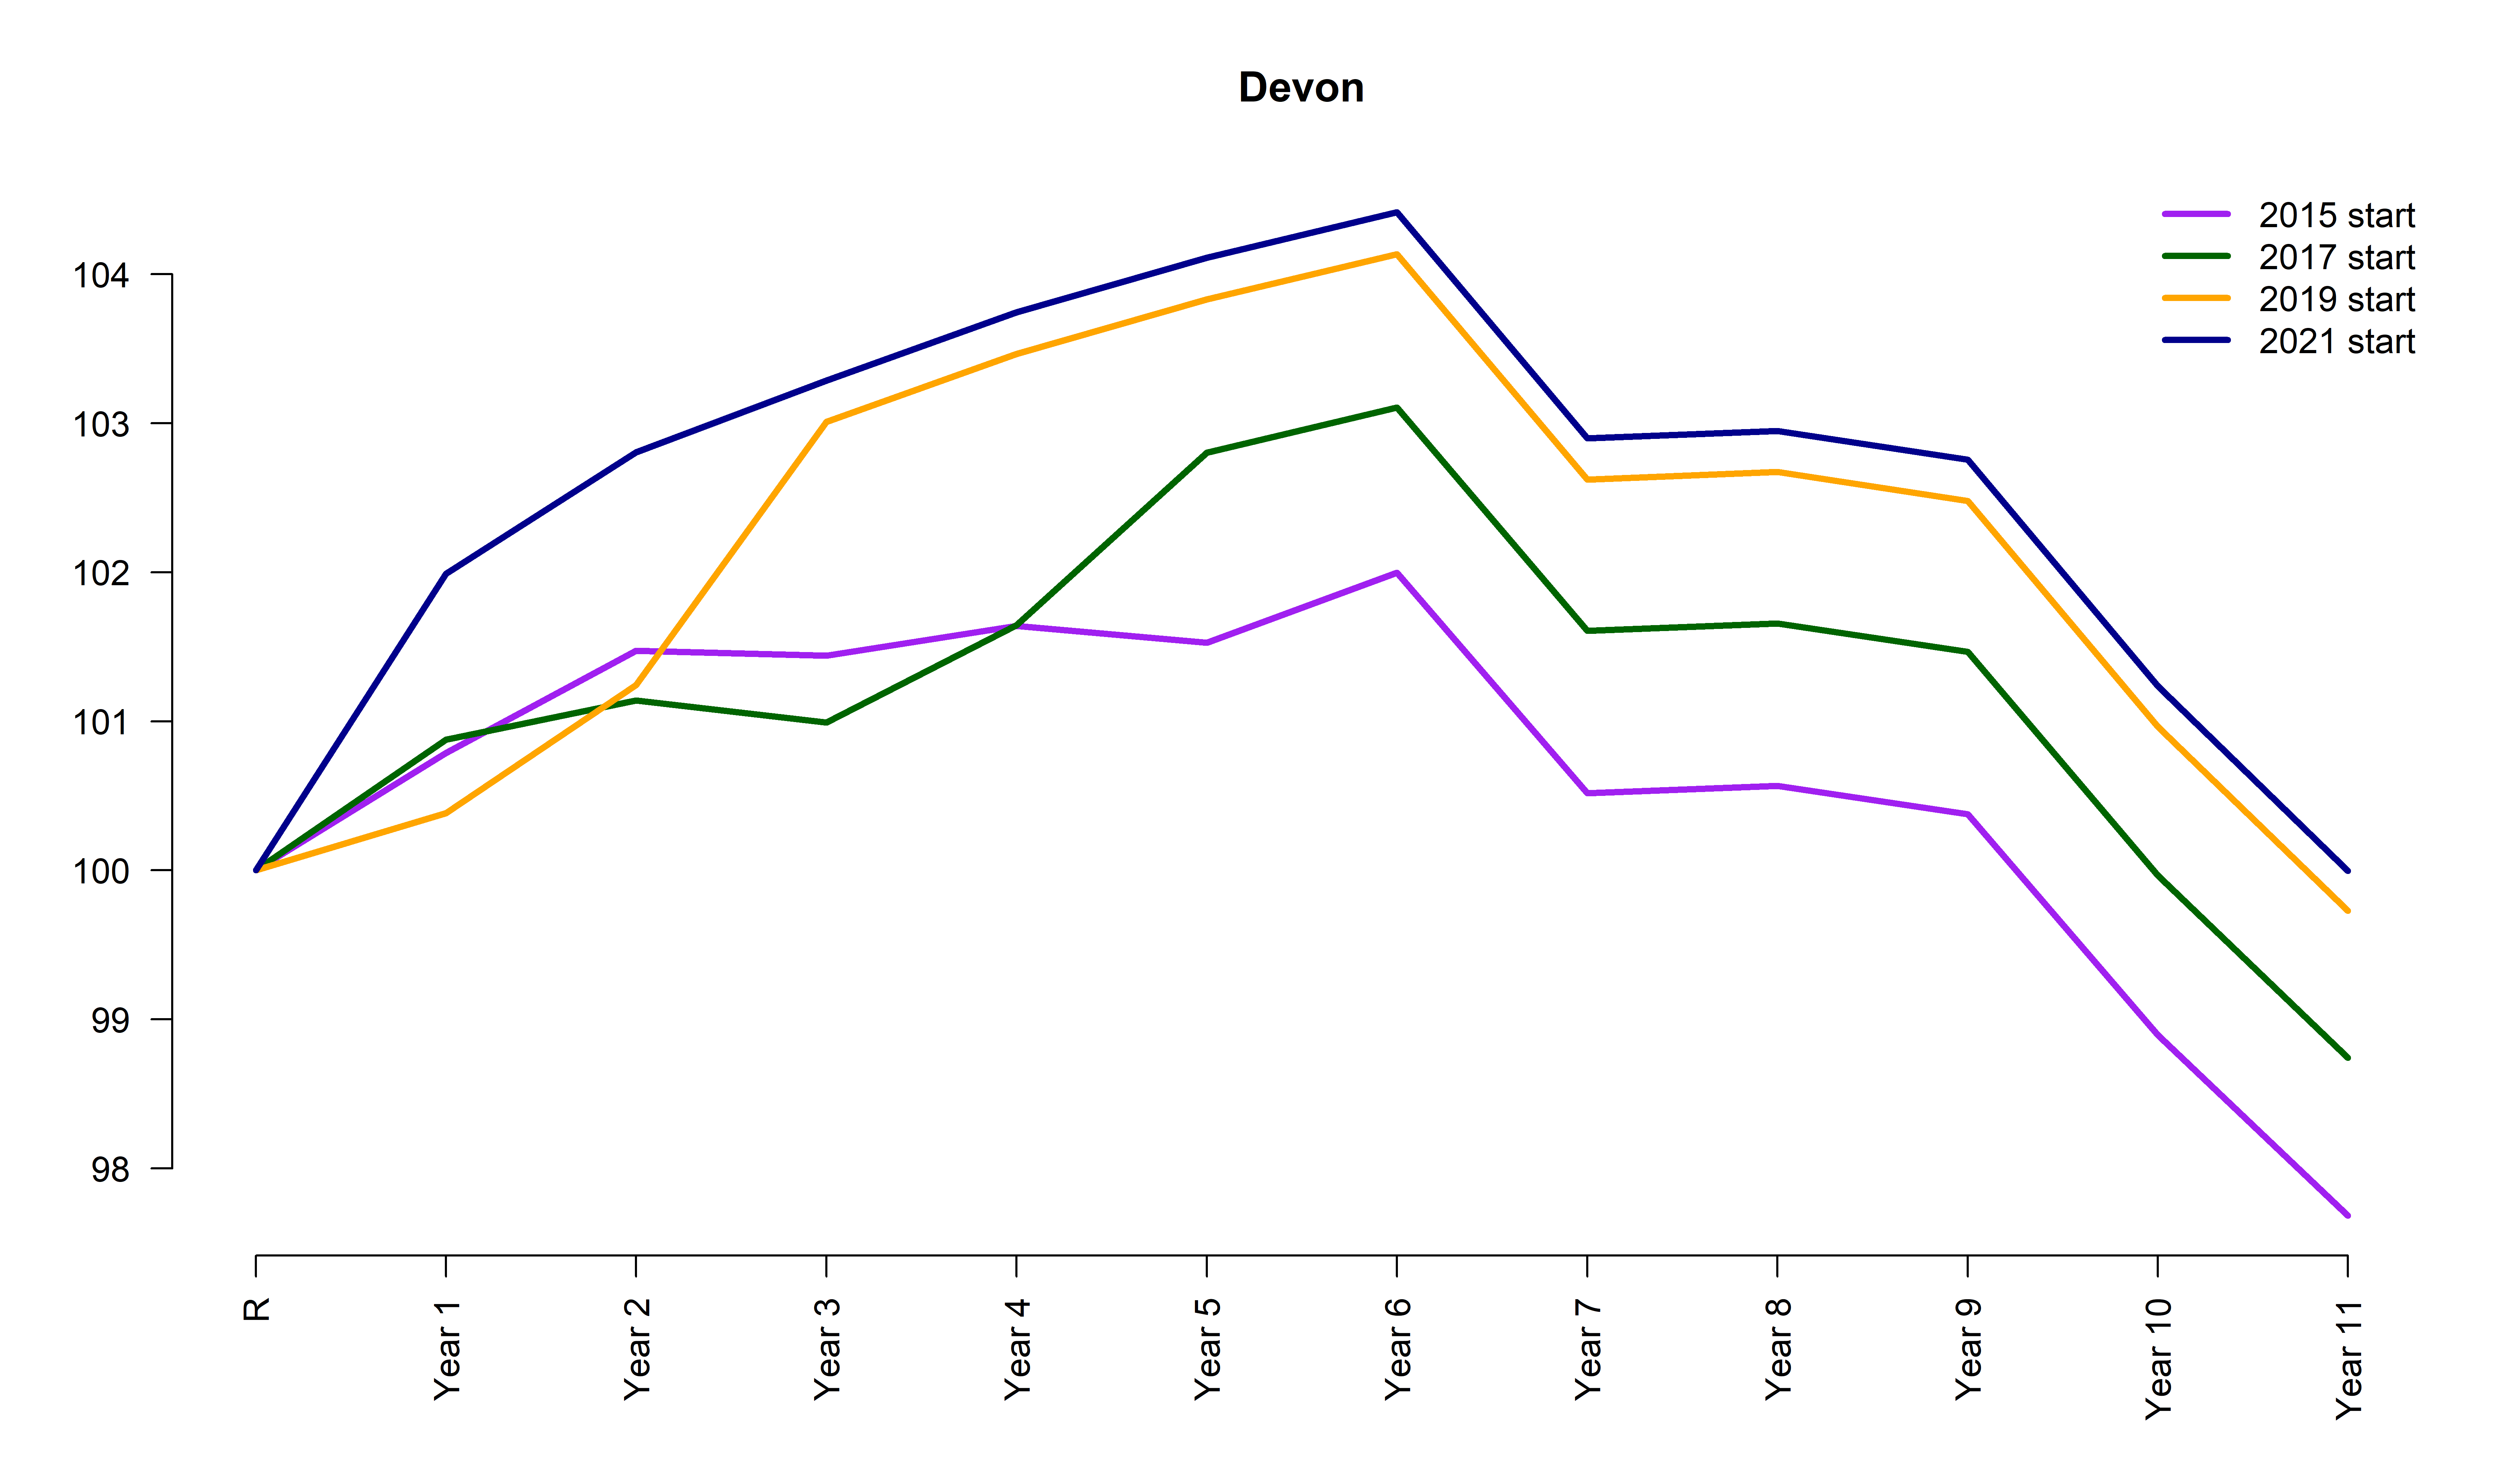 Devon
2015 start
2017 start
2019 start
2021 start
104
103
102
101
100
99
98
R
Year 1
Year 2
Year 3
Year 4
Year 5
Year 6
Year 7
Year 8
Year 9
Year 10
Year 11